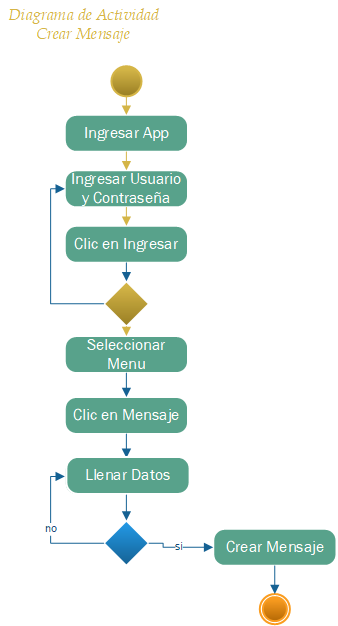 Diagrama de Actividad
Crear Mensaje
Ingresar App
Ingresar Usuario
y Contraseña
Clic en Ingresar
Seleccionar
Menu
Clic en Mensaje
Llenar Datos
no
si
Crear Mensaje